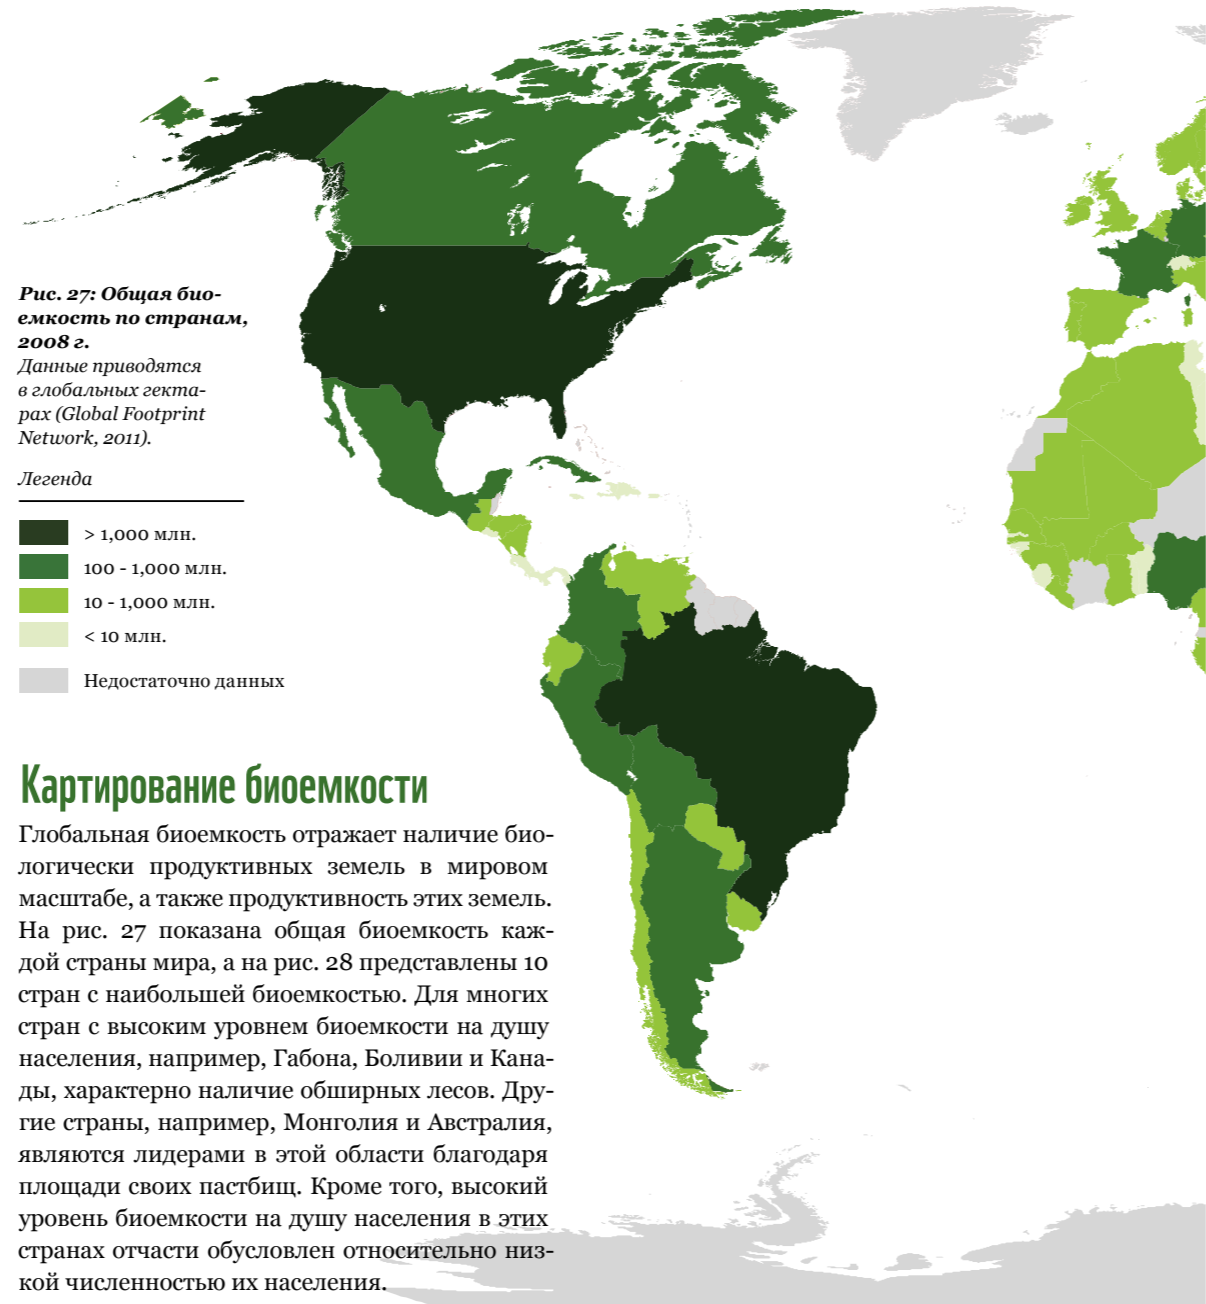 Рис. 27: Общая био-
емкость по странам,
2008 г.
Данные приводятся
в глобальных гекта-
рах (Global Footprint
Network, 2011).
Легенда
> 1,000 млн.
100 - 1,000 млн.
10 - 1,000 млн.
< 10 млн.
Недостаточно данных
Картирование биоемкости
Глобальная биоемкость отражает наличие био-
логически продуктивных земель в мировом
масштабе, а также продуктивность этих земель.
На рис. 27 показана общая биоемкость каж-
дой страны мира, а на рис. 28 представлены 10
стран с наибольшей биоемкостью. Для многих
стран с высоким уровнем биоемкости на душу
населения, например, Габона, Боливии и Кана-
ды, характерно наличие обширных лесов. Дру-
гие страны, например, Монголия и Австралия,
являются лидерами в этой области благодаря
площади своих пастбищ. Кроме того, высокий
уровень биоемкости на душу населения в этих
странах отчасти обусловлен относительно низ-
кой численностью их населения.